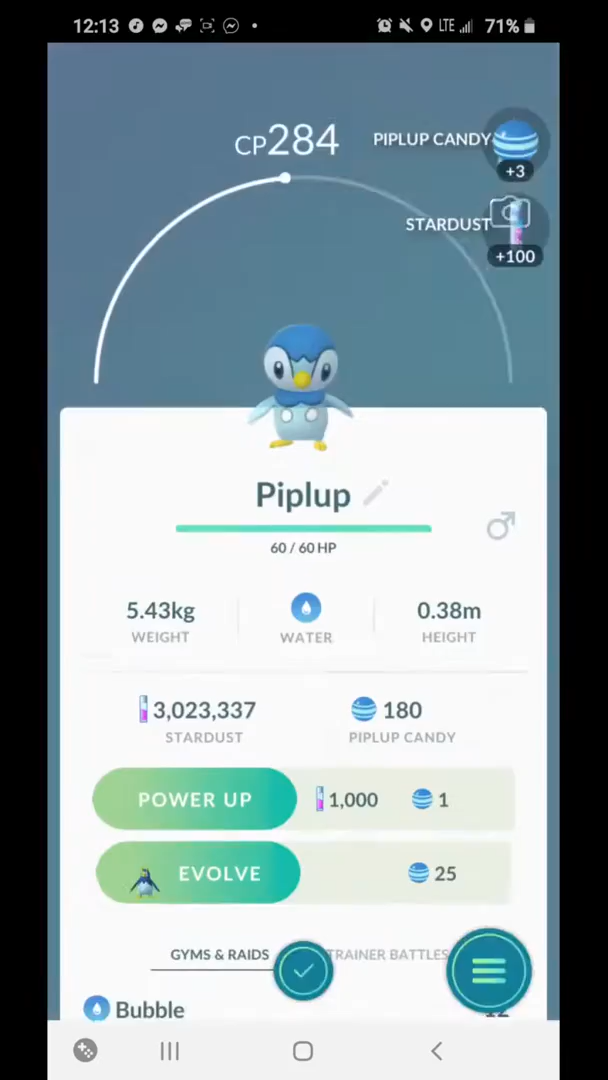 12:13
LTE 71%
CP284
PIPLUP CANDY
+3
STARDUST
+100
Piplup
60 / 60 HP
5.43kg
WEIGHT
WATER
0.38m
HEIGHT
3,023,337
STARDUST
180
PIPLUP CANDY
POWER UP 1,000 1
EVOLVE 25
GYMS & RAIDS TRAINER BATTLES
Bubble 12